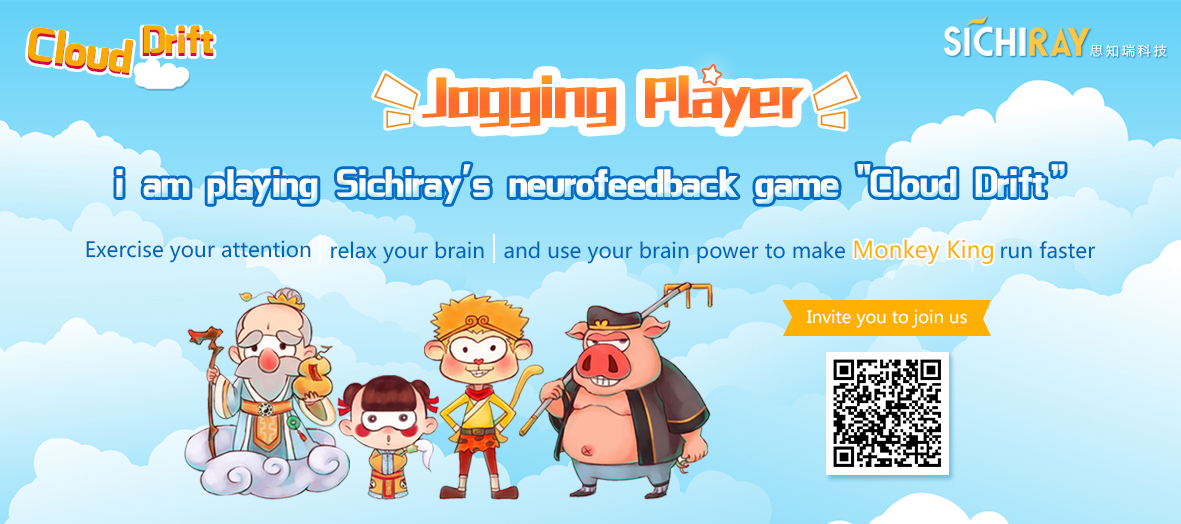 Cloud Drift
SICHIRAY思知瑞科技
Jogging Player
i am playing Sichiray's neurofeedback game "Cloud Drift"
Exercise your attention | relax your brain | and use your brain power to make Monkey King run faster
Invite you to join us